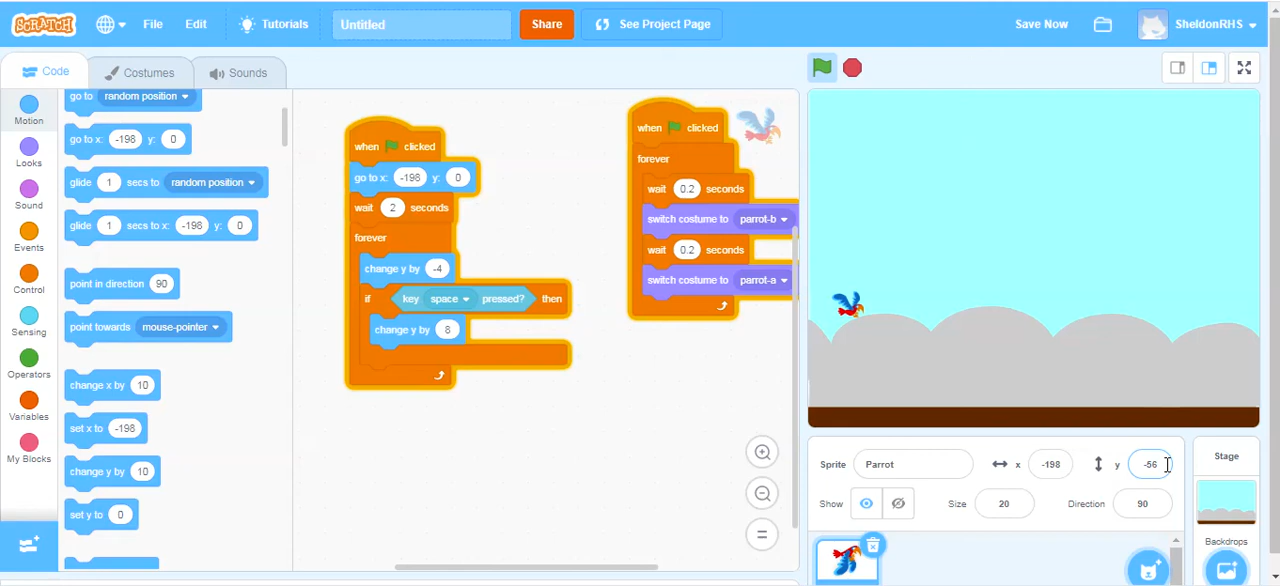 SCRATCH File Edit Tutorials Untitled Share See Project Page Save Now SheldonRHS
Code Costumes Sounds
Motion
Looks
Sound
Events
Control
Sensing
Operators
Variables
My Blocks
go to random position
go to x: -198 y: 0
glide 1 secs to random position
glide 1 secs to x: -198 y: 0
point in direction 90
point towards mouse-pointer
change x by 10
set x to -198
change y by 10
set y to 0
when clicked
go to x: -198 y: 0
wait 2 seconds
forever
change y by -4
if key space pressed? then
change y by 8
when clicked
forever
wait 0.2 seconds
switch costume to parrot-b
wait 0.2 seconds
switch costume to parrot-a
Sprite Parrot x -198 y -56
Show Size 20 Direction 90
Stage
Backdrops